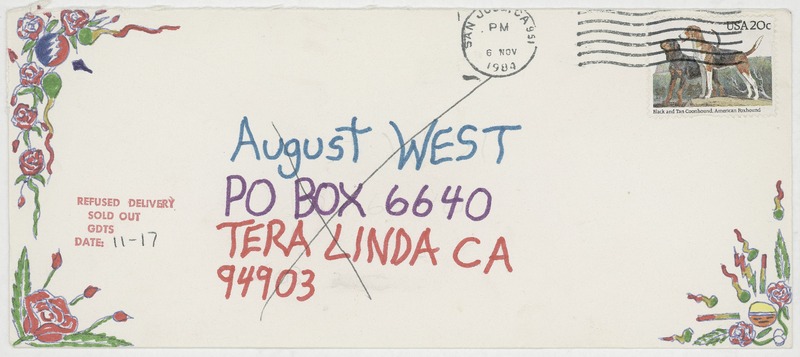 SAN JOSE, CA 951
PM
6 NOV
1984
USA 20c
Black and Tan Coonhound, American Foxhound
August WEST
PO BOX 6640
TERA LINDA CA
94903
REFUSED DELIVERY
SOLD OUT
GDTS
DATE: 11-17